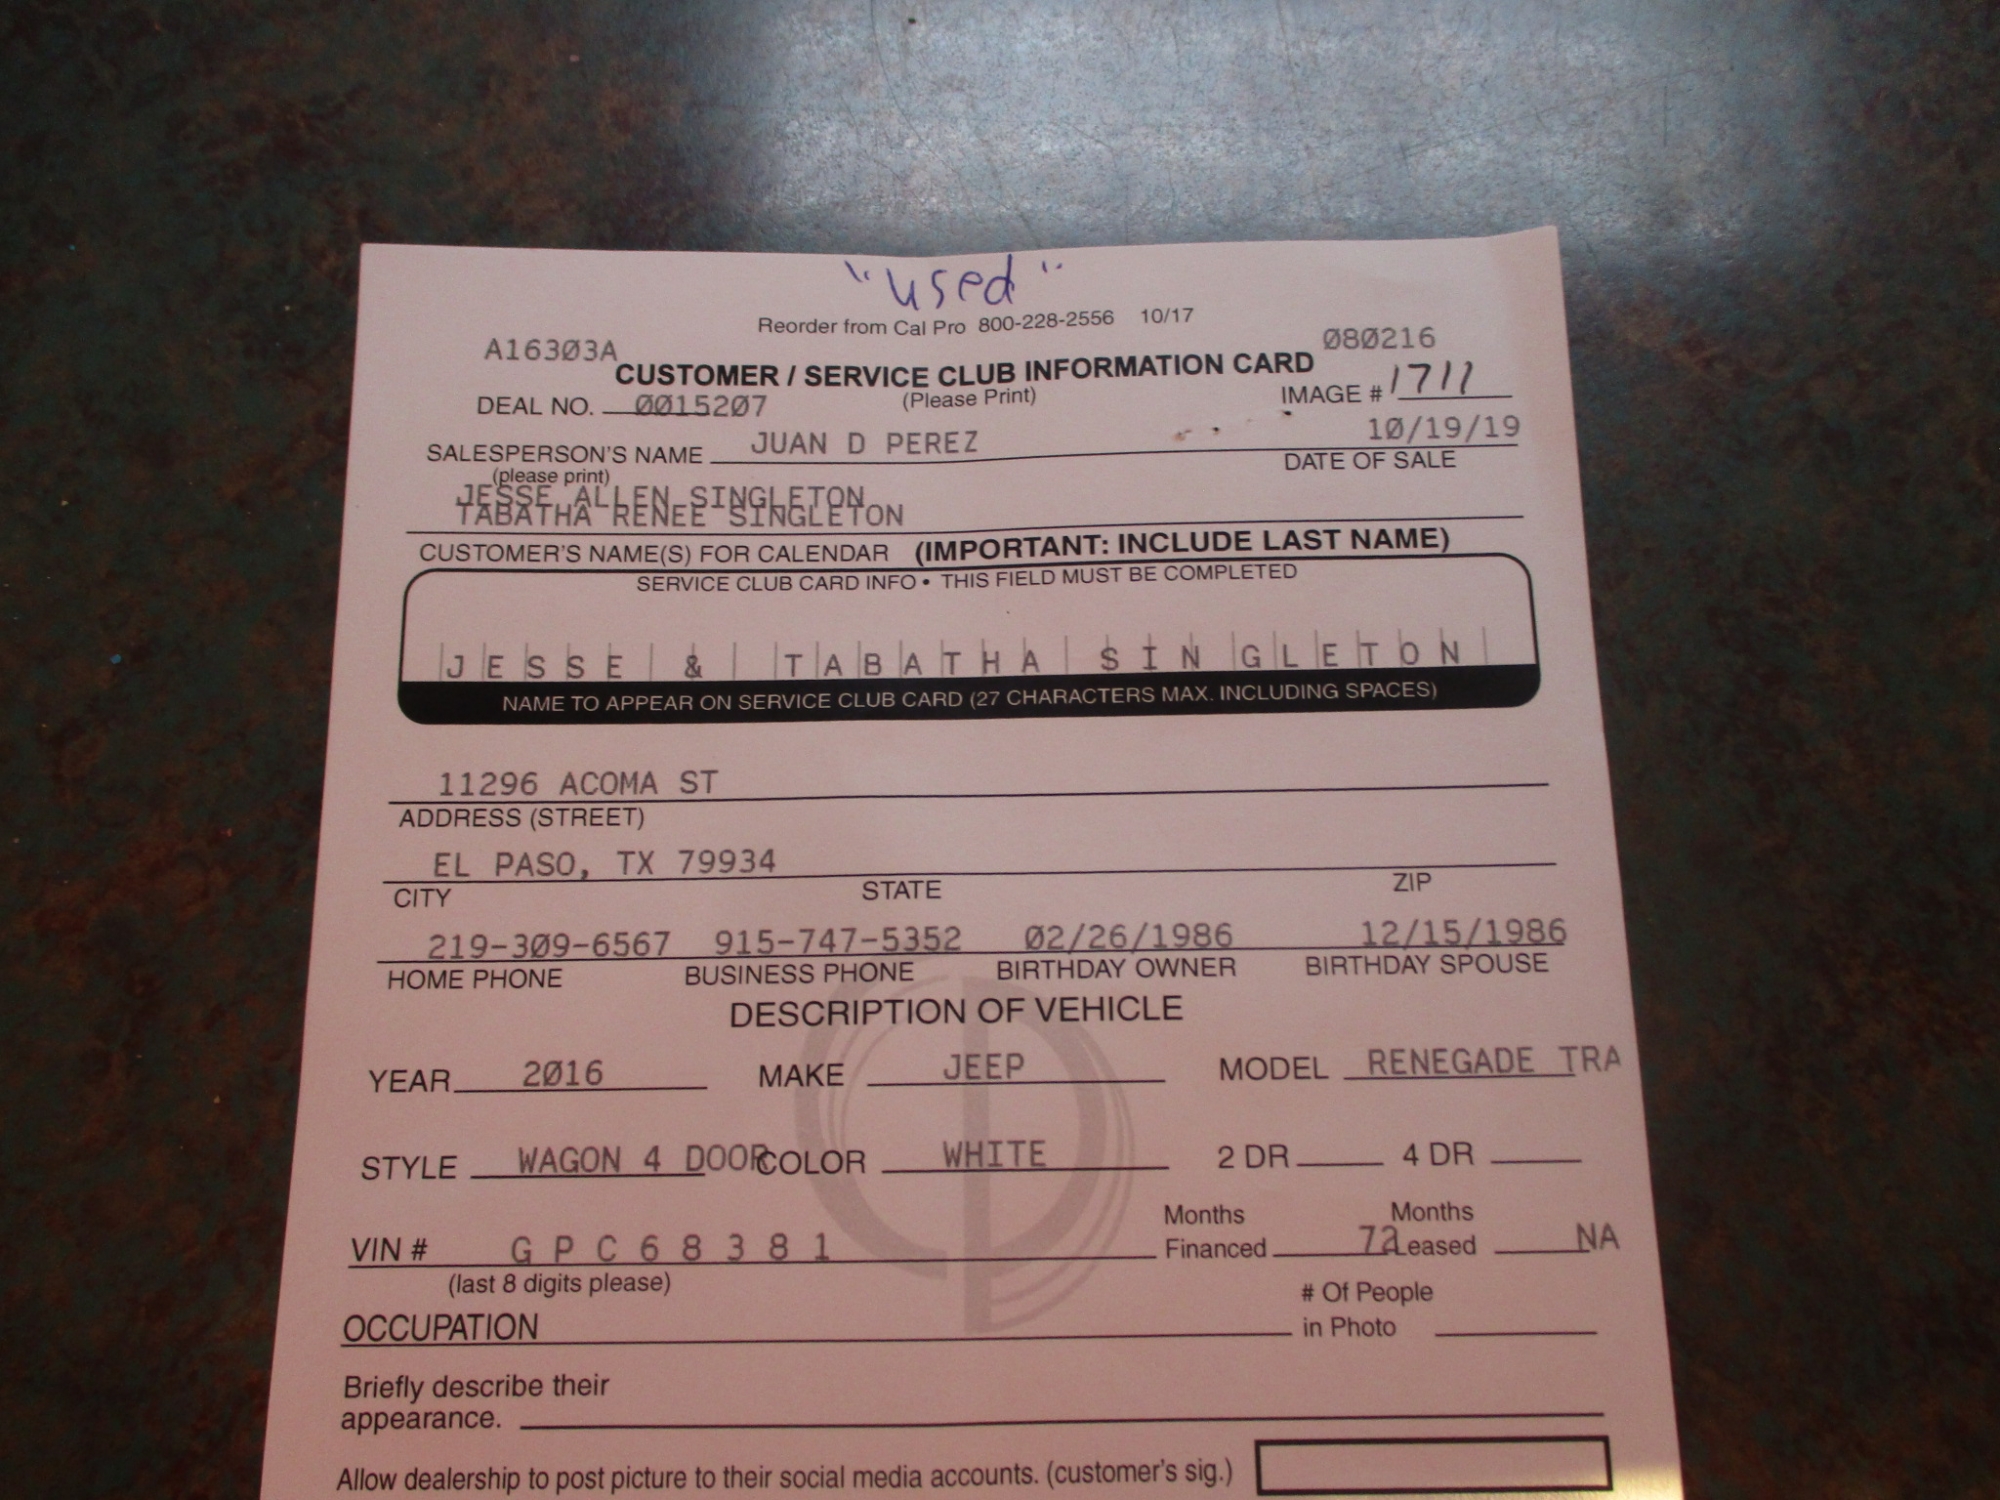 "used"
Reorder from Cal Pro 800-228-2556 10/17
A16303A 080216
CUSTOMER / SERVICE CLUB INFORMATION CARD
DEAL NO. 0015207 (Please Print) IMAGE # 1711
SALESPERSON'S NAME JUAN D PEREZ 10/19/19
(please print) DATE OF SALE
JESSE ALLEN SINGLETON
TABATHA RENEE SINGLETON
CUSTOMER'S NAME(S) FOR CALENDAR (IMPORTANT: INCLUDE LAST NAME)
SERVICE CLUB CARD INFO • THIS FIELD MUST BE COMPLETED
JESSE & TABATHA SINGLETON
NAME TO APPEAR ON SERVICE CLUB CARD (27 CHARACTERS MAX. INCLUDING SPACES)
11296 ACOMA ST
ADDRESS (STREET)
EL PASO, TX 79934
CITY STATE ZIP
219-309-6567 915-747-5352 02/26/1986 12/15/1986
HOME PHONE BUSINESS PHONE BIRTHDAY OWNER BIRTHDAY SPOUSE
DESCRIPTION OF VEHICLE
YEAR 2016 MAKE JEEP MODEL RENEGADE TRA
STYLE WAGON 4 DOOR COLOR WHITE 2 DR 4 DR
VIN # GPC68381 Months Financed 72 Months Leased NA
(last 8 digits please)
OCCUPATION # Of People in Photo
Briefly describe their
appearance.
Allow dealership to post picture to their social media accounts. (customer's sig.)